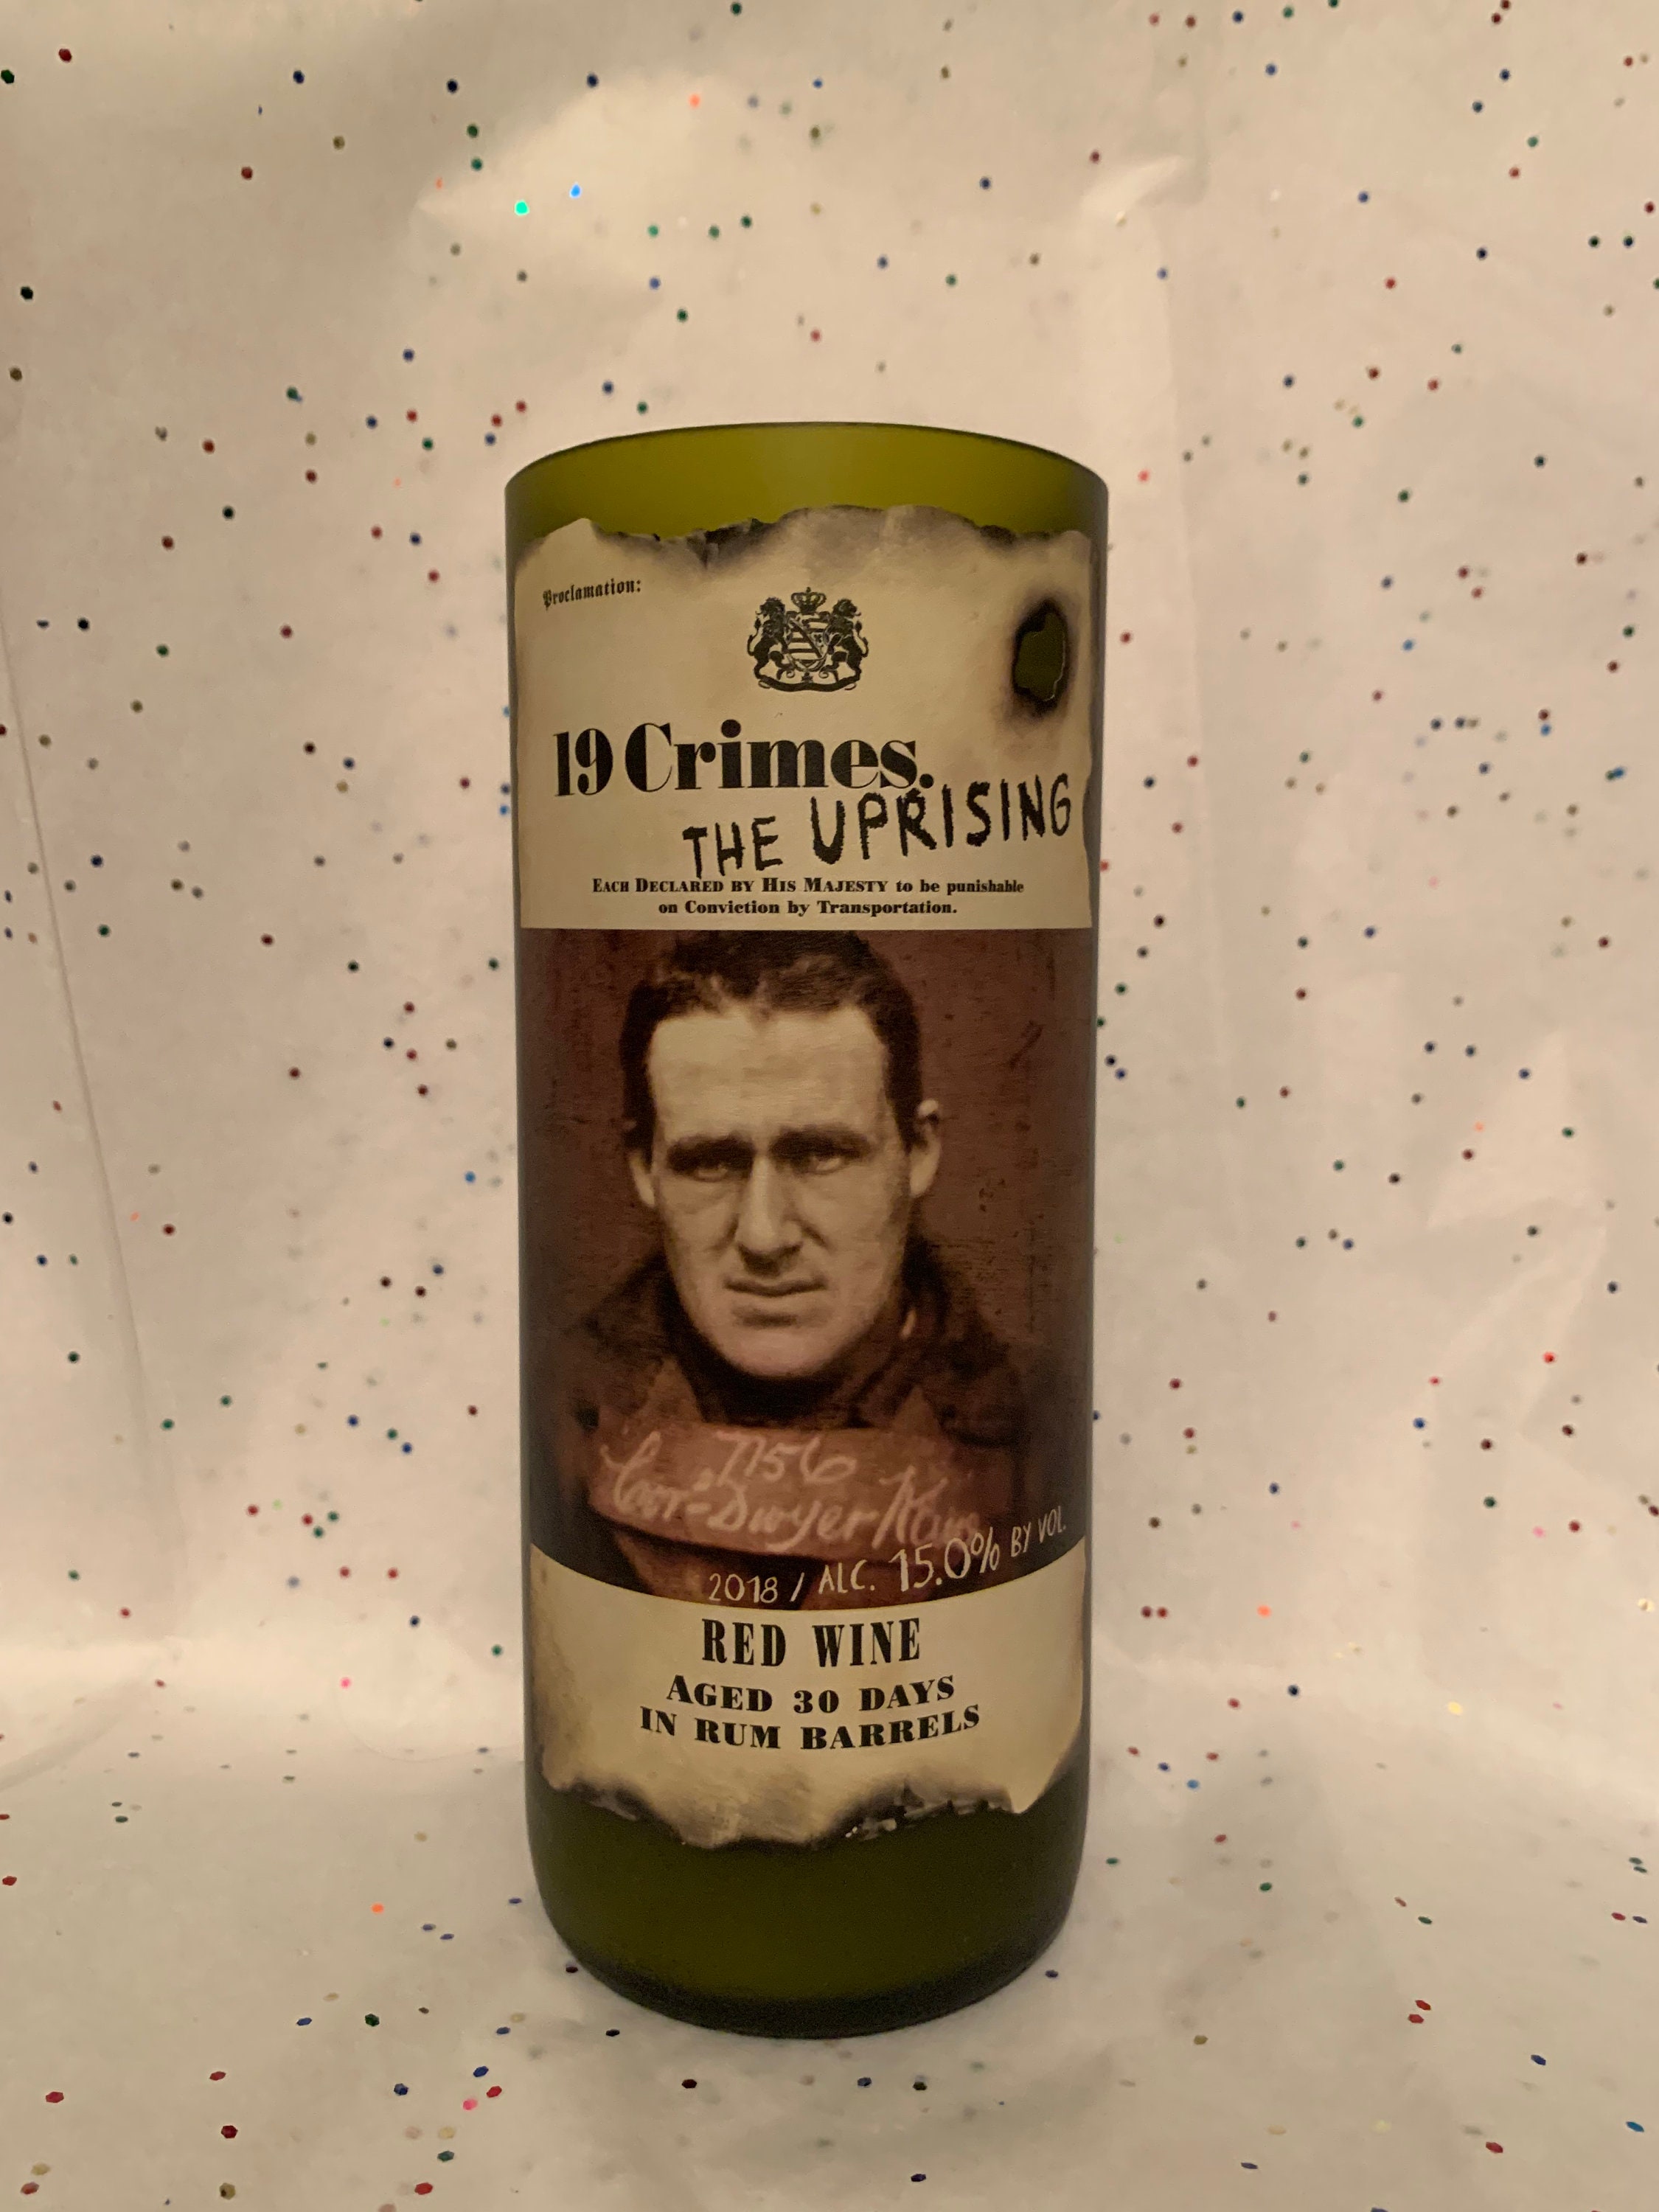 Proclamation:
19 Crimes.
THE UPRISING
EACH DECLARED BY HIS MAJESTY to be punishable
on Conviction by Transportation.
7156
Dwyer
2018 / ALC. 15.0% BY VOL.
RED WINE
AGED 30 DAYS
IN RUM BARRELS